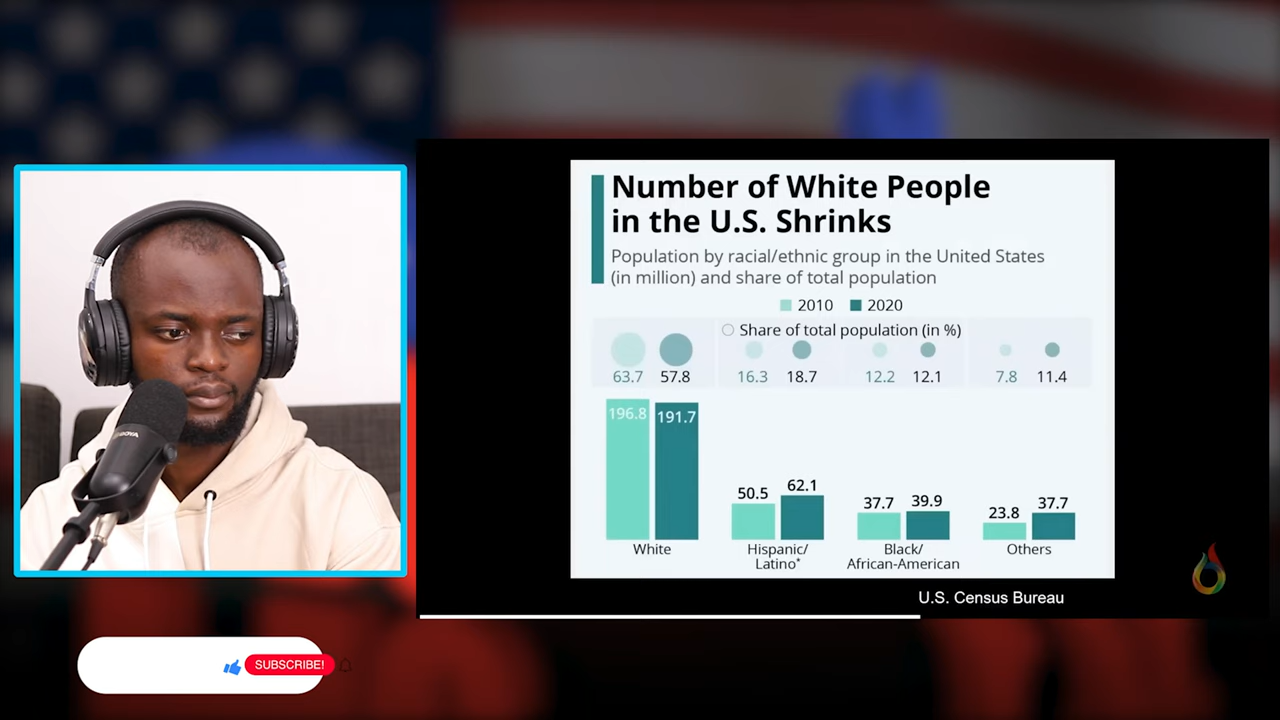 Number of White People
in the U.S. Shrinks
Population by racial/ethnic group in the United States
(in million) and share of total population
2010 2020
Share of total population (in %)
63.7 57.8 16.3 18.7 12.2 12.1 7.8 11.4
196.8 191.7 50.5 62.1 37.7 39.9 23.8 37.7
White Hispanic/ Black/ Others
Latino* African-American
U.S. Census Bureau
SUBSCRIBE!